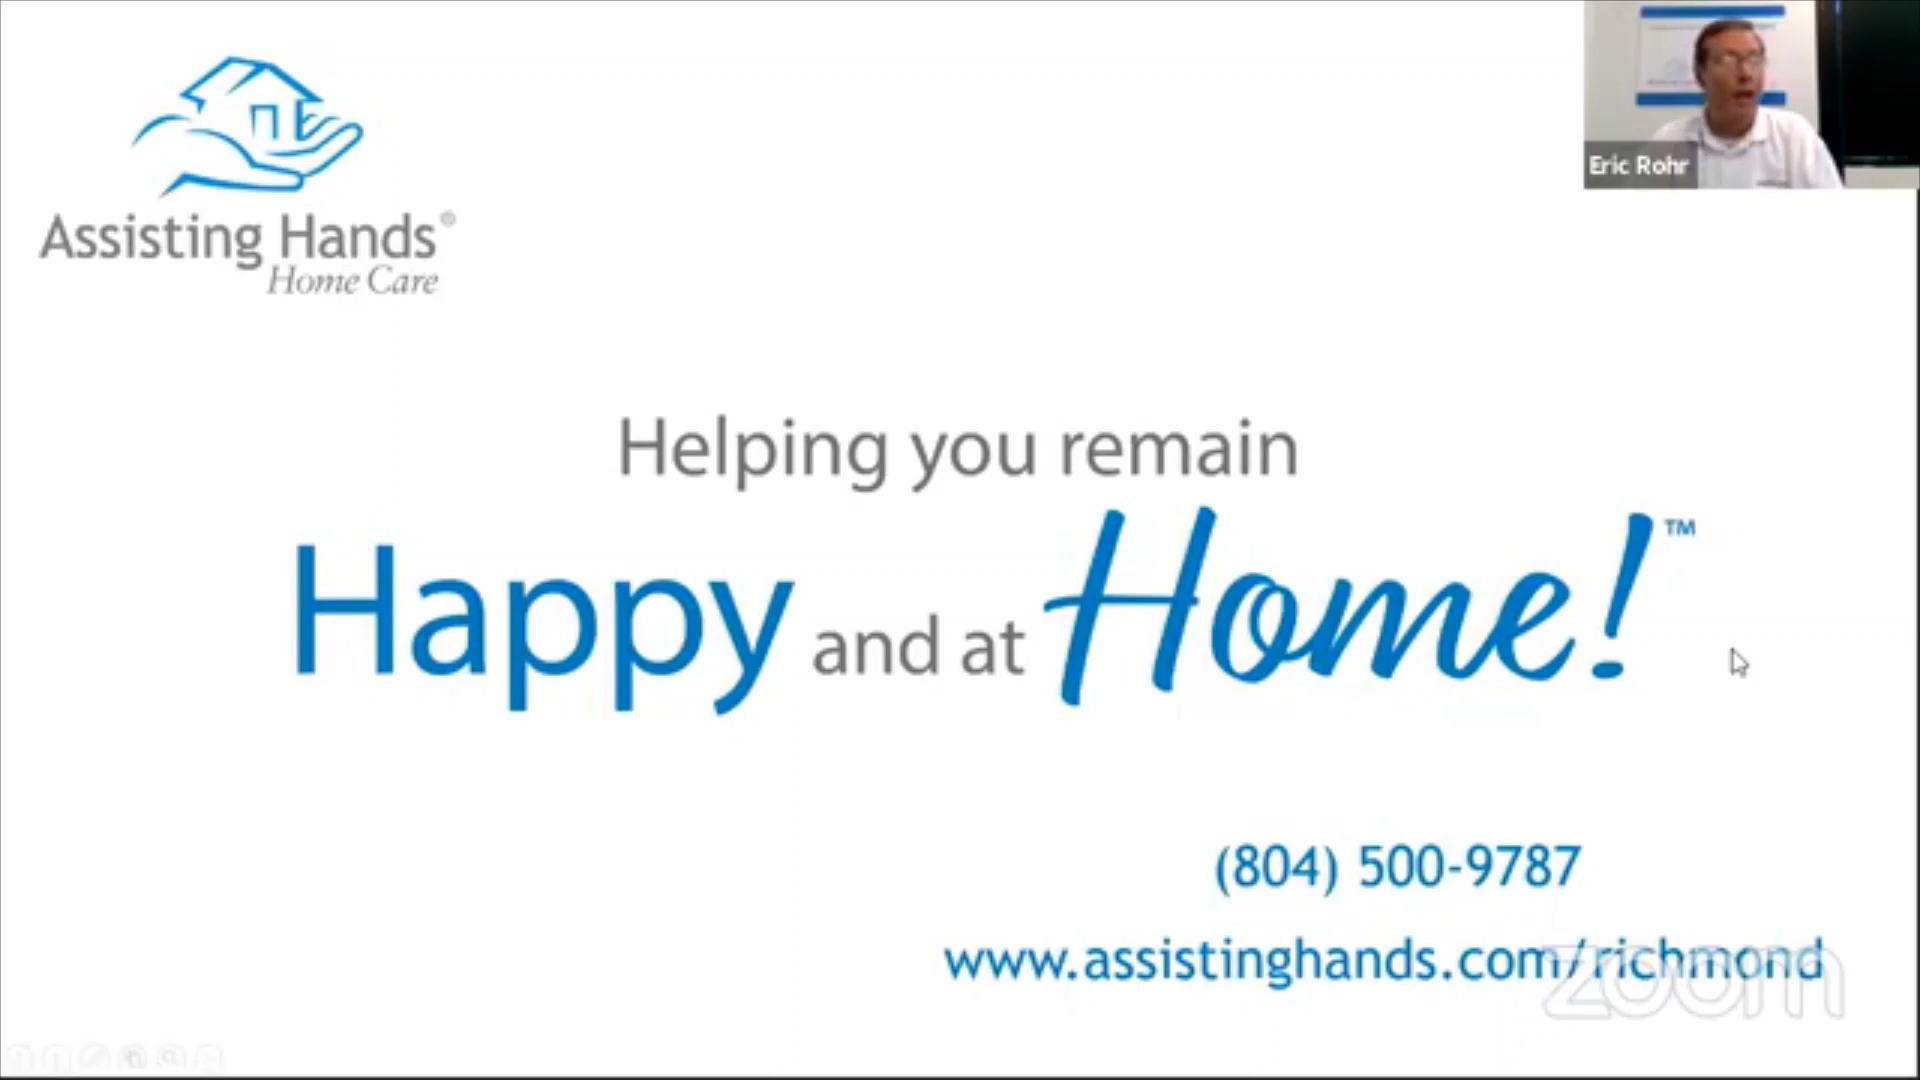 Assisting Hands®
Home Care
Eric Rohr
Helping you remain
Happy and at Home!™
(804) 500-9787
www.assistinghands.com/richmond
zoom